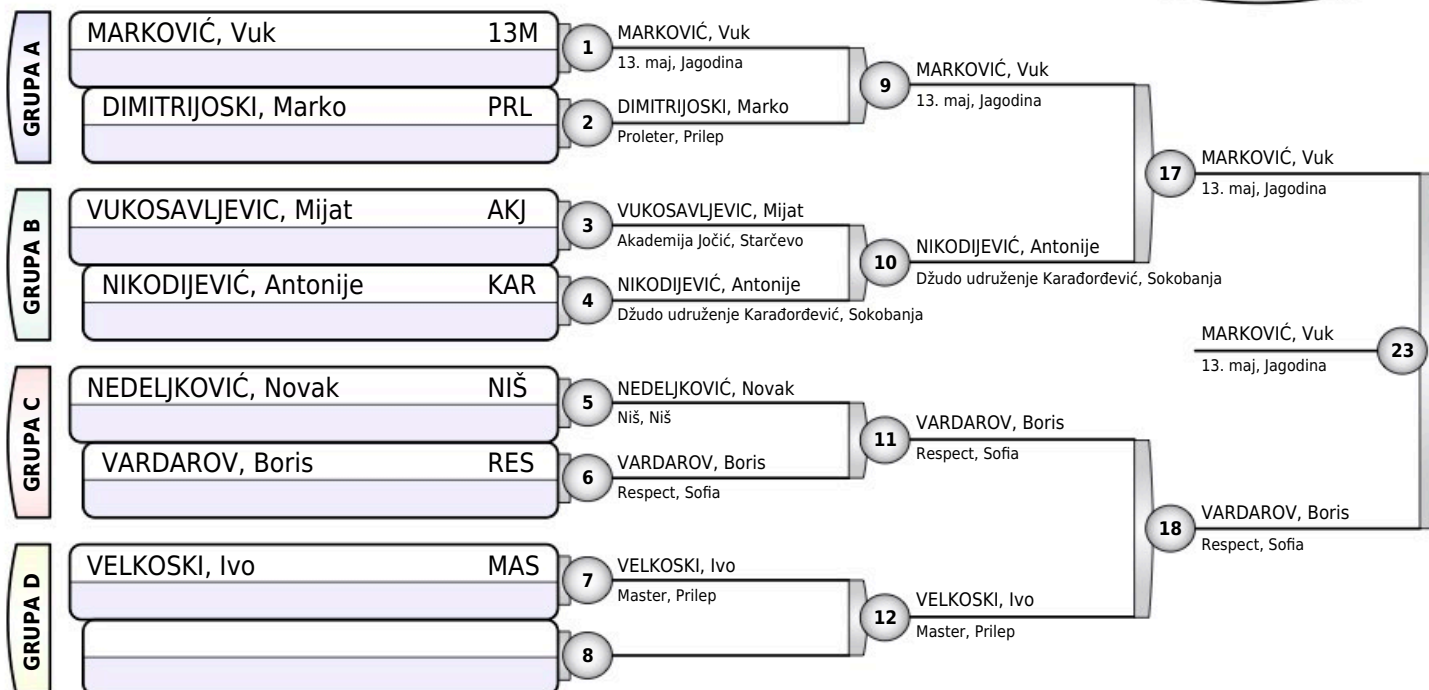 GRUPA A
MARKOVIĆ, Vuk 13M
DIMITRIJOSKI, Marko PRL
1
MARKOVIĆ, Vuk
13. maj, Jagodina
2
DIMITRIJOSKI, Marko
Proleter, Prilep
9
MARKOVIĆ, Vuk
13. maj, Jagodina
GRUPA B
VUKOSAVLJEVIC, Mijat AKJ
NIKODIJEVIĆ, Antonije KAR
3
VUKOSAVLJEVIC, Mijat
Akademija Jočić, Starčevo
4
NIKODIJEVIĆ, Antonije
Džudo udruženje Karađorđević, Sokobanja
10
NIKODIJEVIĆ, Antonije
Džudo udruženje Karađorđević, Sokobanja
17
MARKOVIĆ, Vuk
13. maj, Jagodina
GRUPA C
NEDELJKOVIĆ, Novak NIŠ
VARDAROV, Boris RES
5
NEDELJKOVIĆ, Novak
Niš, Niš
6
VARDAROV, Boris
Respect, Sofia
11
VARDAROV, Boris
Respect, Sofia
GRUPA D
VELKOSKI, Ivo MAS
7
VELKOSKI, Ivo
Master, Prilep
8
12
VELKOSKI, Ivo
Master, Prilep
18
VARDAROV, Boris
Respect, Sofia
MARKOVIĆ, Vuk
13. maj, Jagodina
23